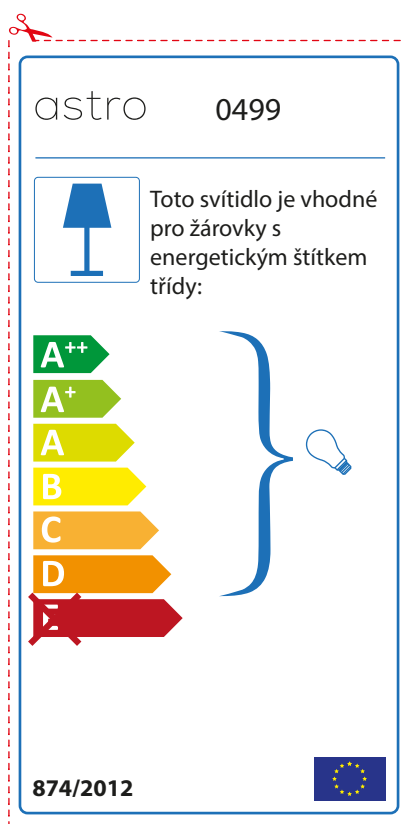 astro 0499
Toto svítidlo je vhodné
pro žárovky s
energetickým štítkem
třídy:
A++
A+
A
B
C
D
E
874/2012